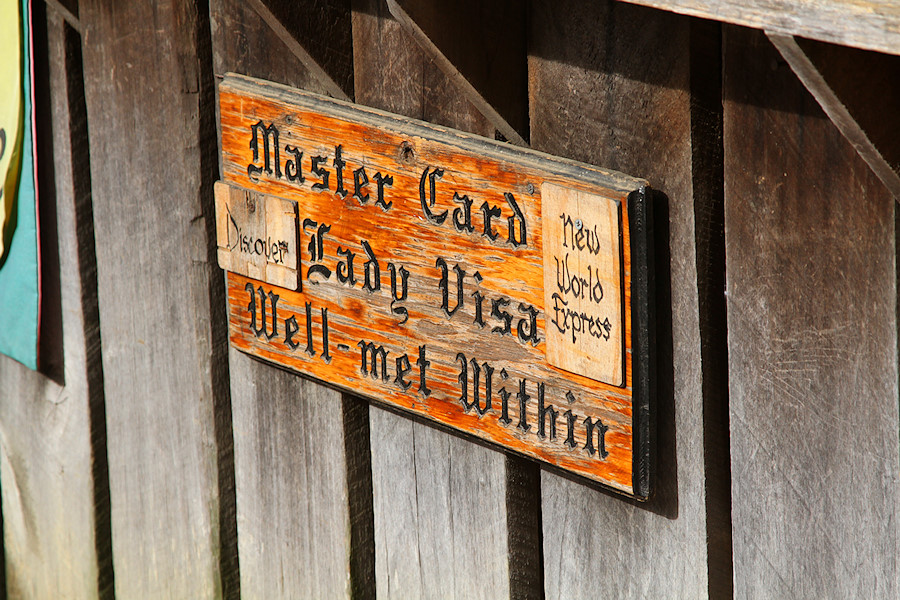 Master Card
Discover
Lady Visa
Well-met Within
New
World
Express